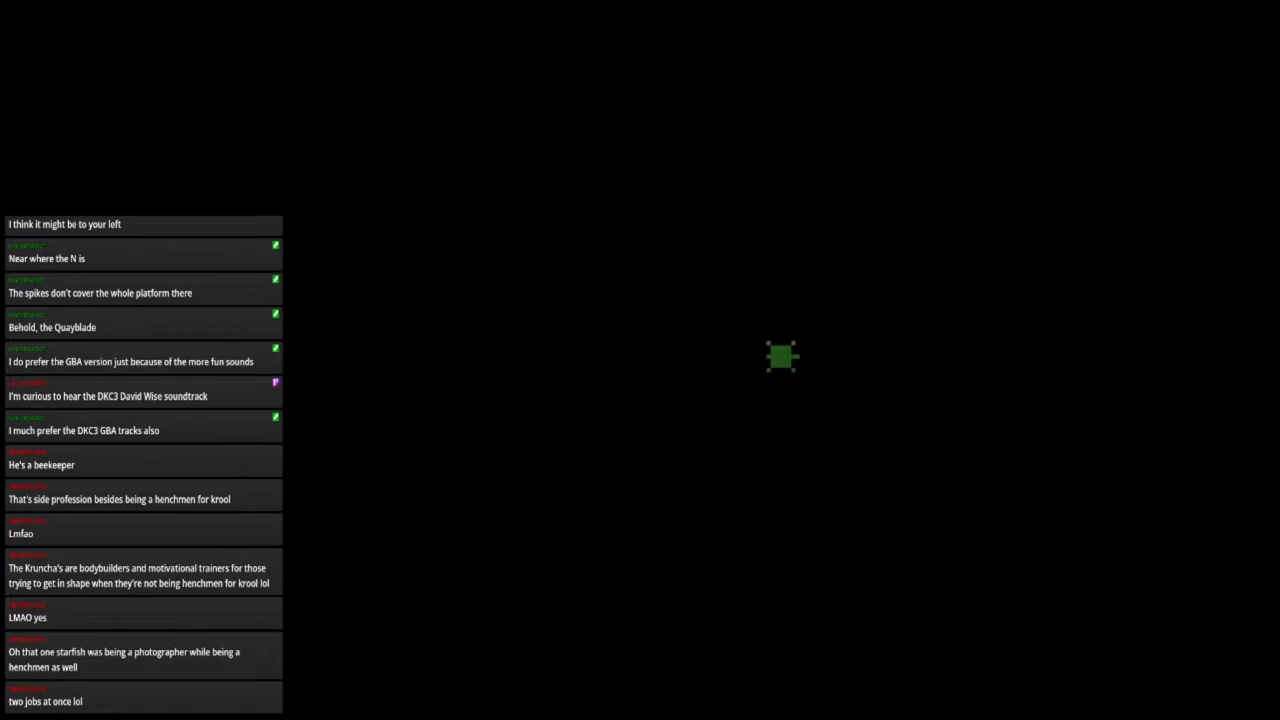 I think it might be to your left
Near where the N is
The spikes don't cover the whole platform there
Behold, the Quayblade
I do prefer the GBA version just because of the more fun sounds
I'm curious to hear the DKC3 David Wise soundtrack
I much prefer the DKC3 GBA tracks also
He's a beekeeper
That's side profession besides being a henchmen for krool
Lmfao
The Kruncha's are bodybuilders and motivational trainers for those
trying to get in shape when they're not being henchmen for krool lol
LMAO yes
Oh that one starfish was being a photographer while being a
henchmen as well
two jobs at once lol